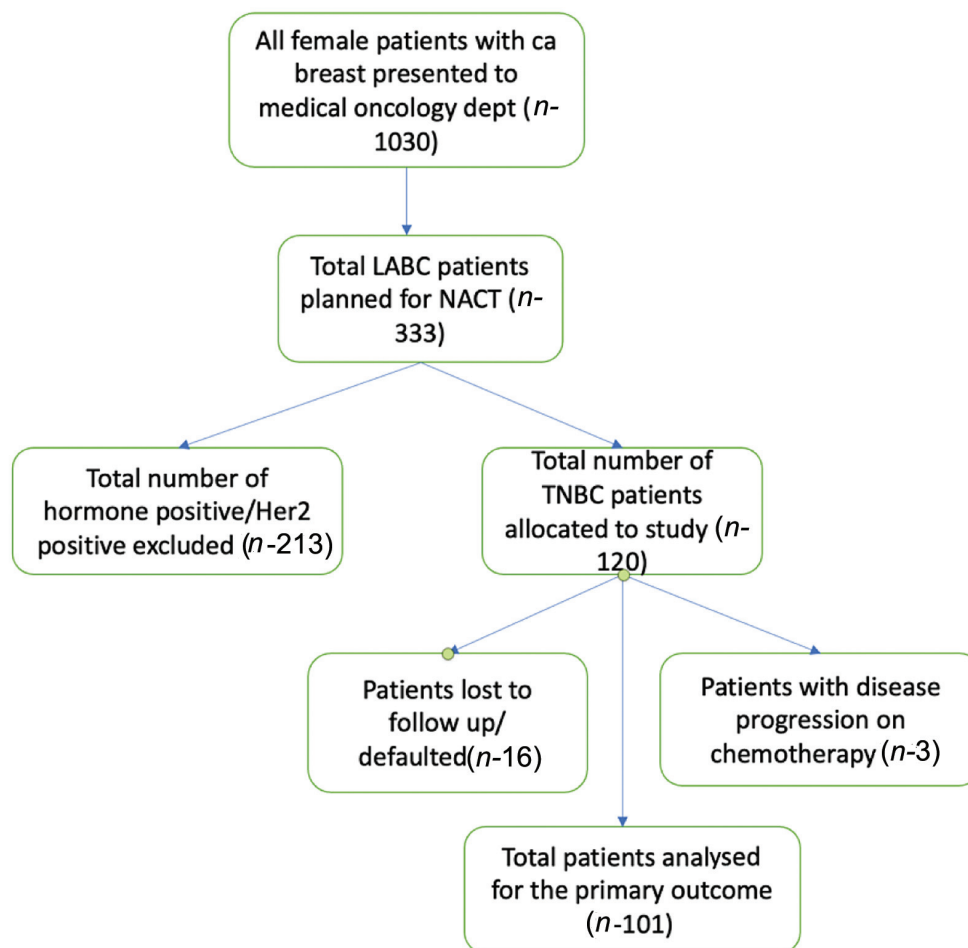 All female patients with ca
breast presented to
medical oncology dept (n-
1030)
Total LABC patients
planned for NACT (n-
333)
Total number of
hormone positive/Her2
positive excluded (n-213)
Total number of
TNBC patients
allocated to study (n-
120)
Patients lost to
follow up/
defaulted(n-16)
Patients with disease
progression on
chemotherapy (n-3)
Total patients analysed
for the primary outcome
(n-101)